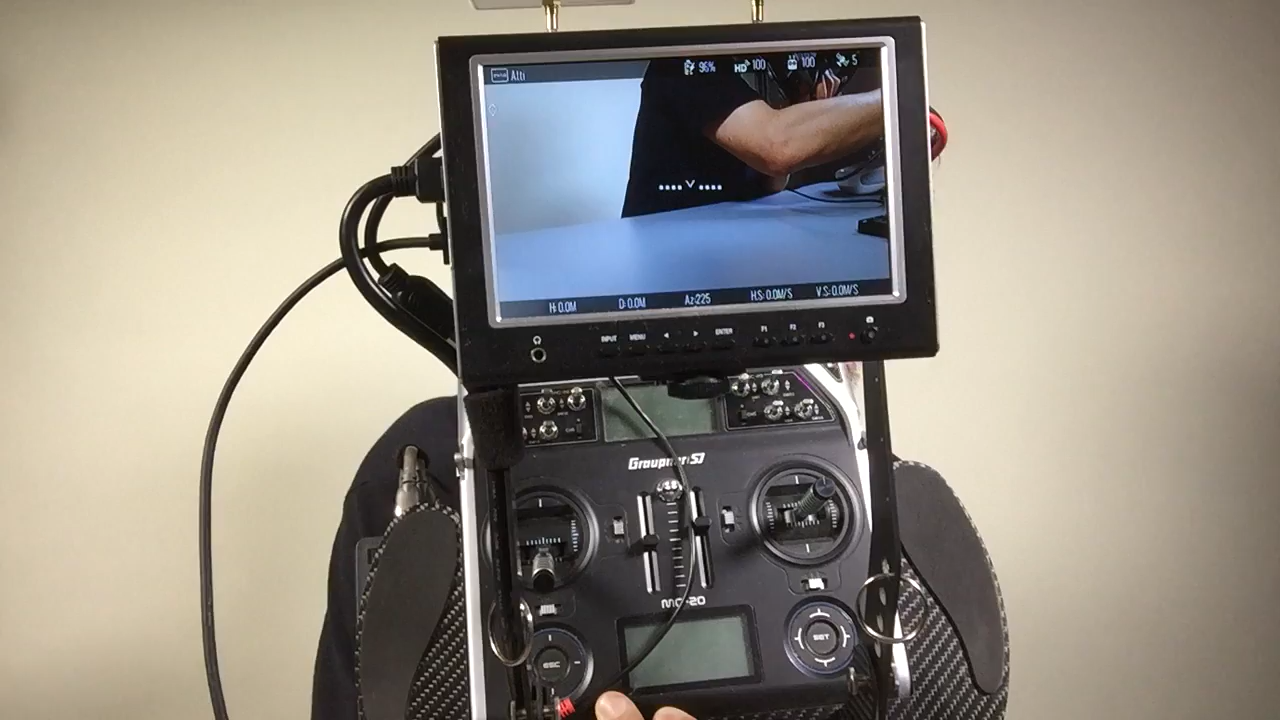 Atti
96%
HD 100
100
5
H: 0.0M D: 0.0M Az:225 H.S: 0.0M/S V.S: 0.0M/S
INPUT MENU ENTER F1 F2 F3
Graupner SJ
MC-20
ESC
SET